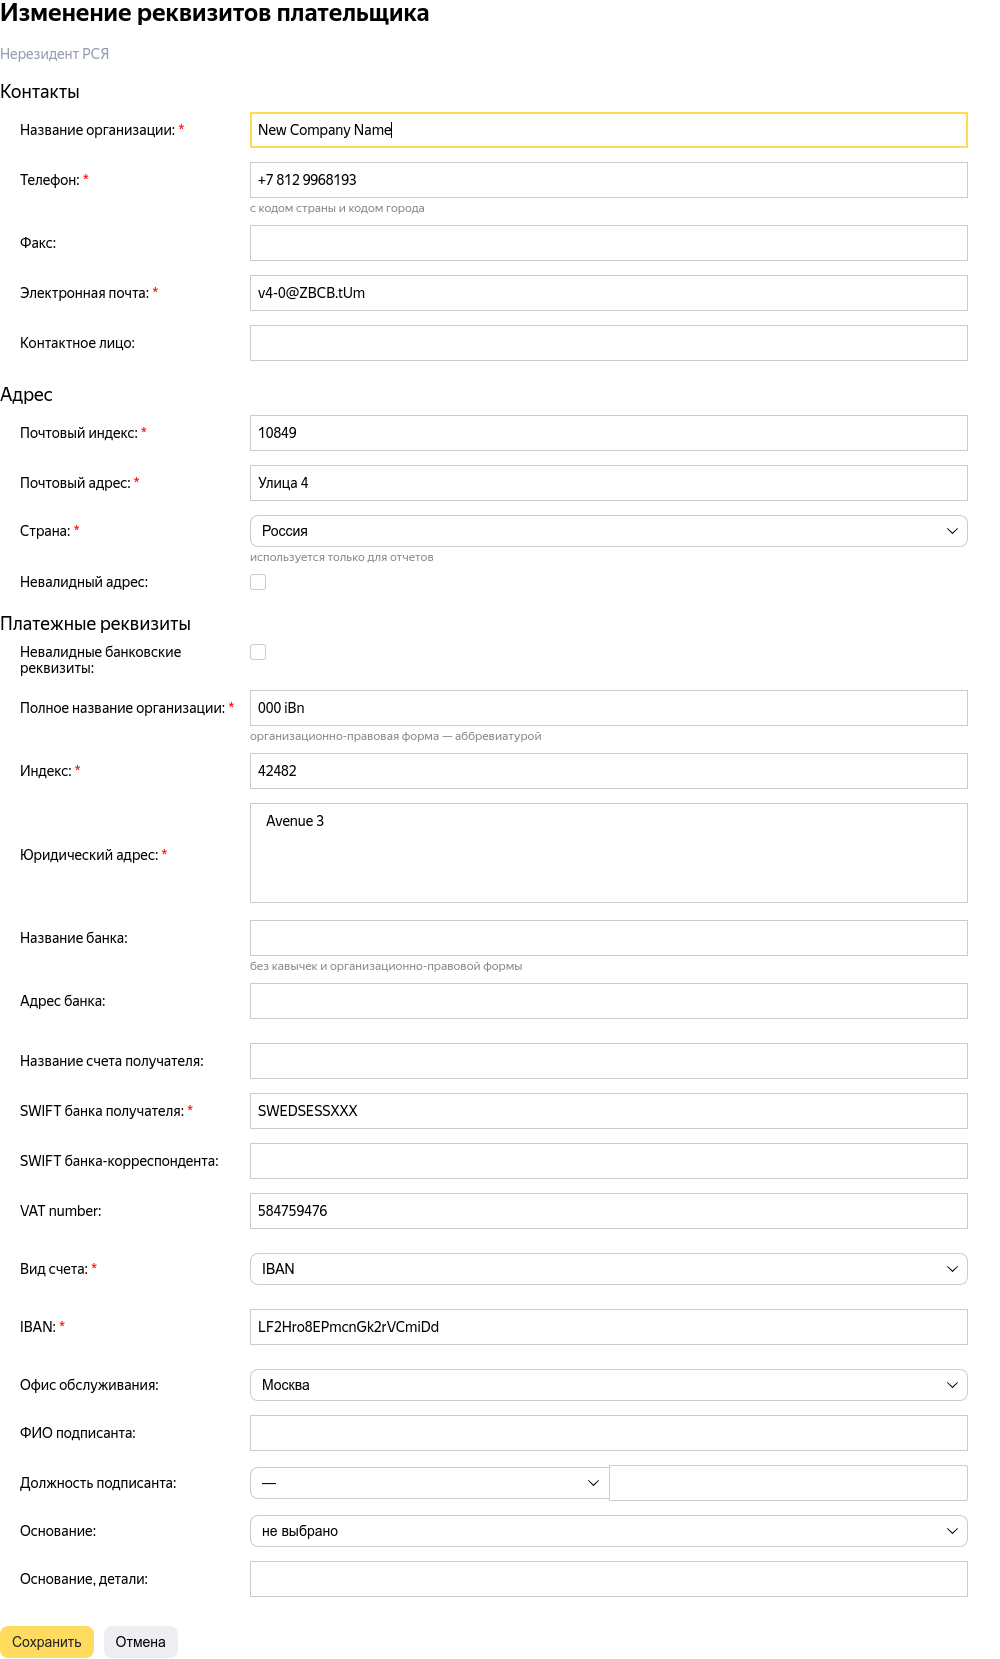 Изменение реквизитов плательщика
Нерезидент РСЯ
Контакты
Название организации: * New Company Name
Телефон: * +7 812 9968193
с кодом страны и кодом города
Факс:
Электронная почта: * v4-0@ZBCB.tUm
Контактное лицо:
Адрес
Почтовый индекс: * 10849
Почтовый адрес: * Улица 4
Страна: * Россия
используется только для отчетов
Невалидный адрес:
Платежные реквизиты
Невалидные банковские
реквизиты:
Полное название организации: * 000 iBn
организационно-правовая форма — аббревиатурой
Индекс: * 42482
Юридический адрес: * Avenue 3
Название банка:
без кавычек и организационно-правовой формы
Адрес банка:
Название счета получателя:
SWIFT банка получателя: * SWEDSESSXXX
SWIFT банка-корреспондента:
VAT number: 584759476
Вид счета: * IBAN
IBAN: * LF2Hro8EPmcnGk2rVCmiDd
Офис обслуживания: Москва
ФИО подписанта:
Должность подписанта: —
Основание: не выбрано
Основание, детали:
Сохранить Отмена